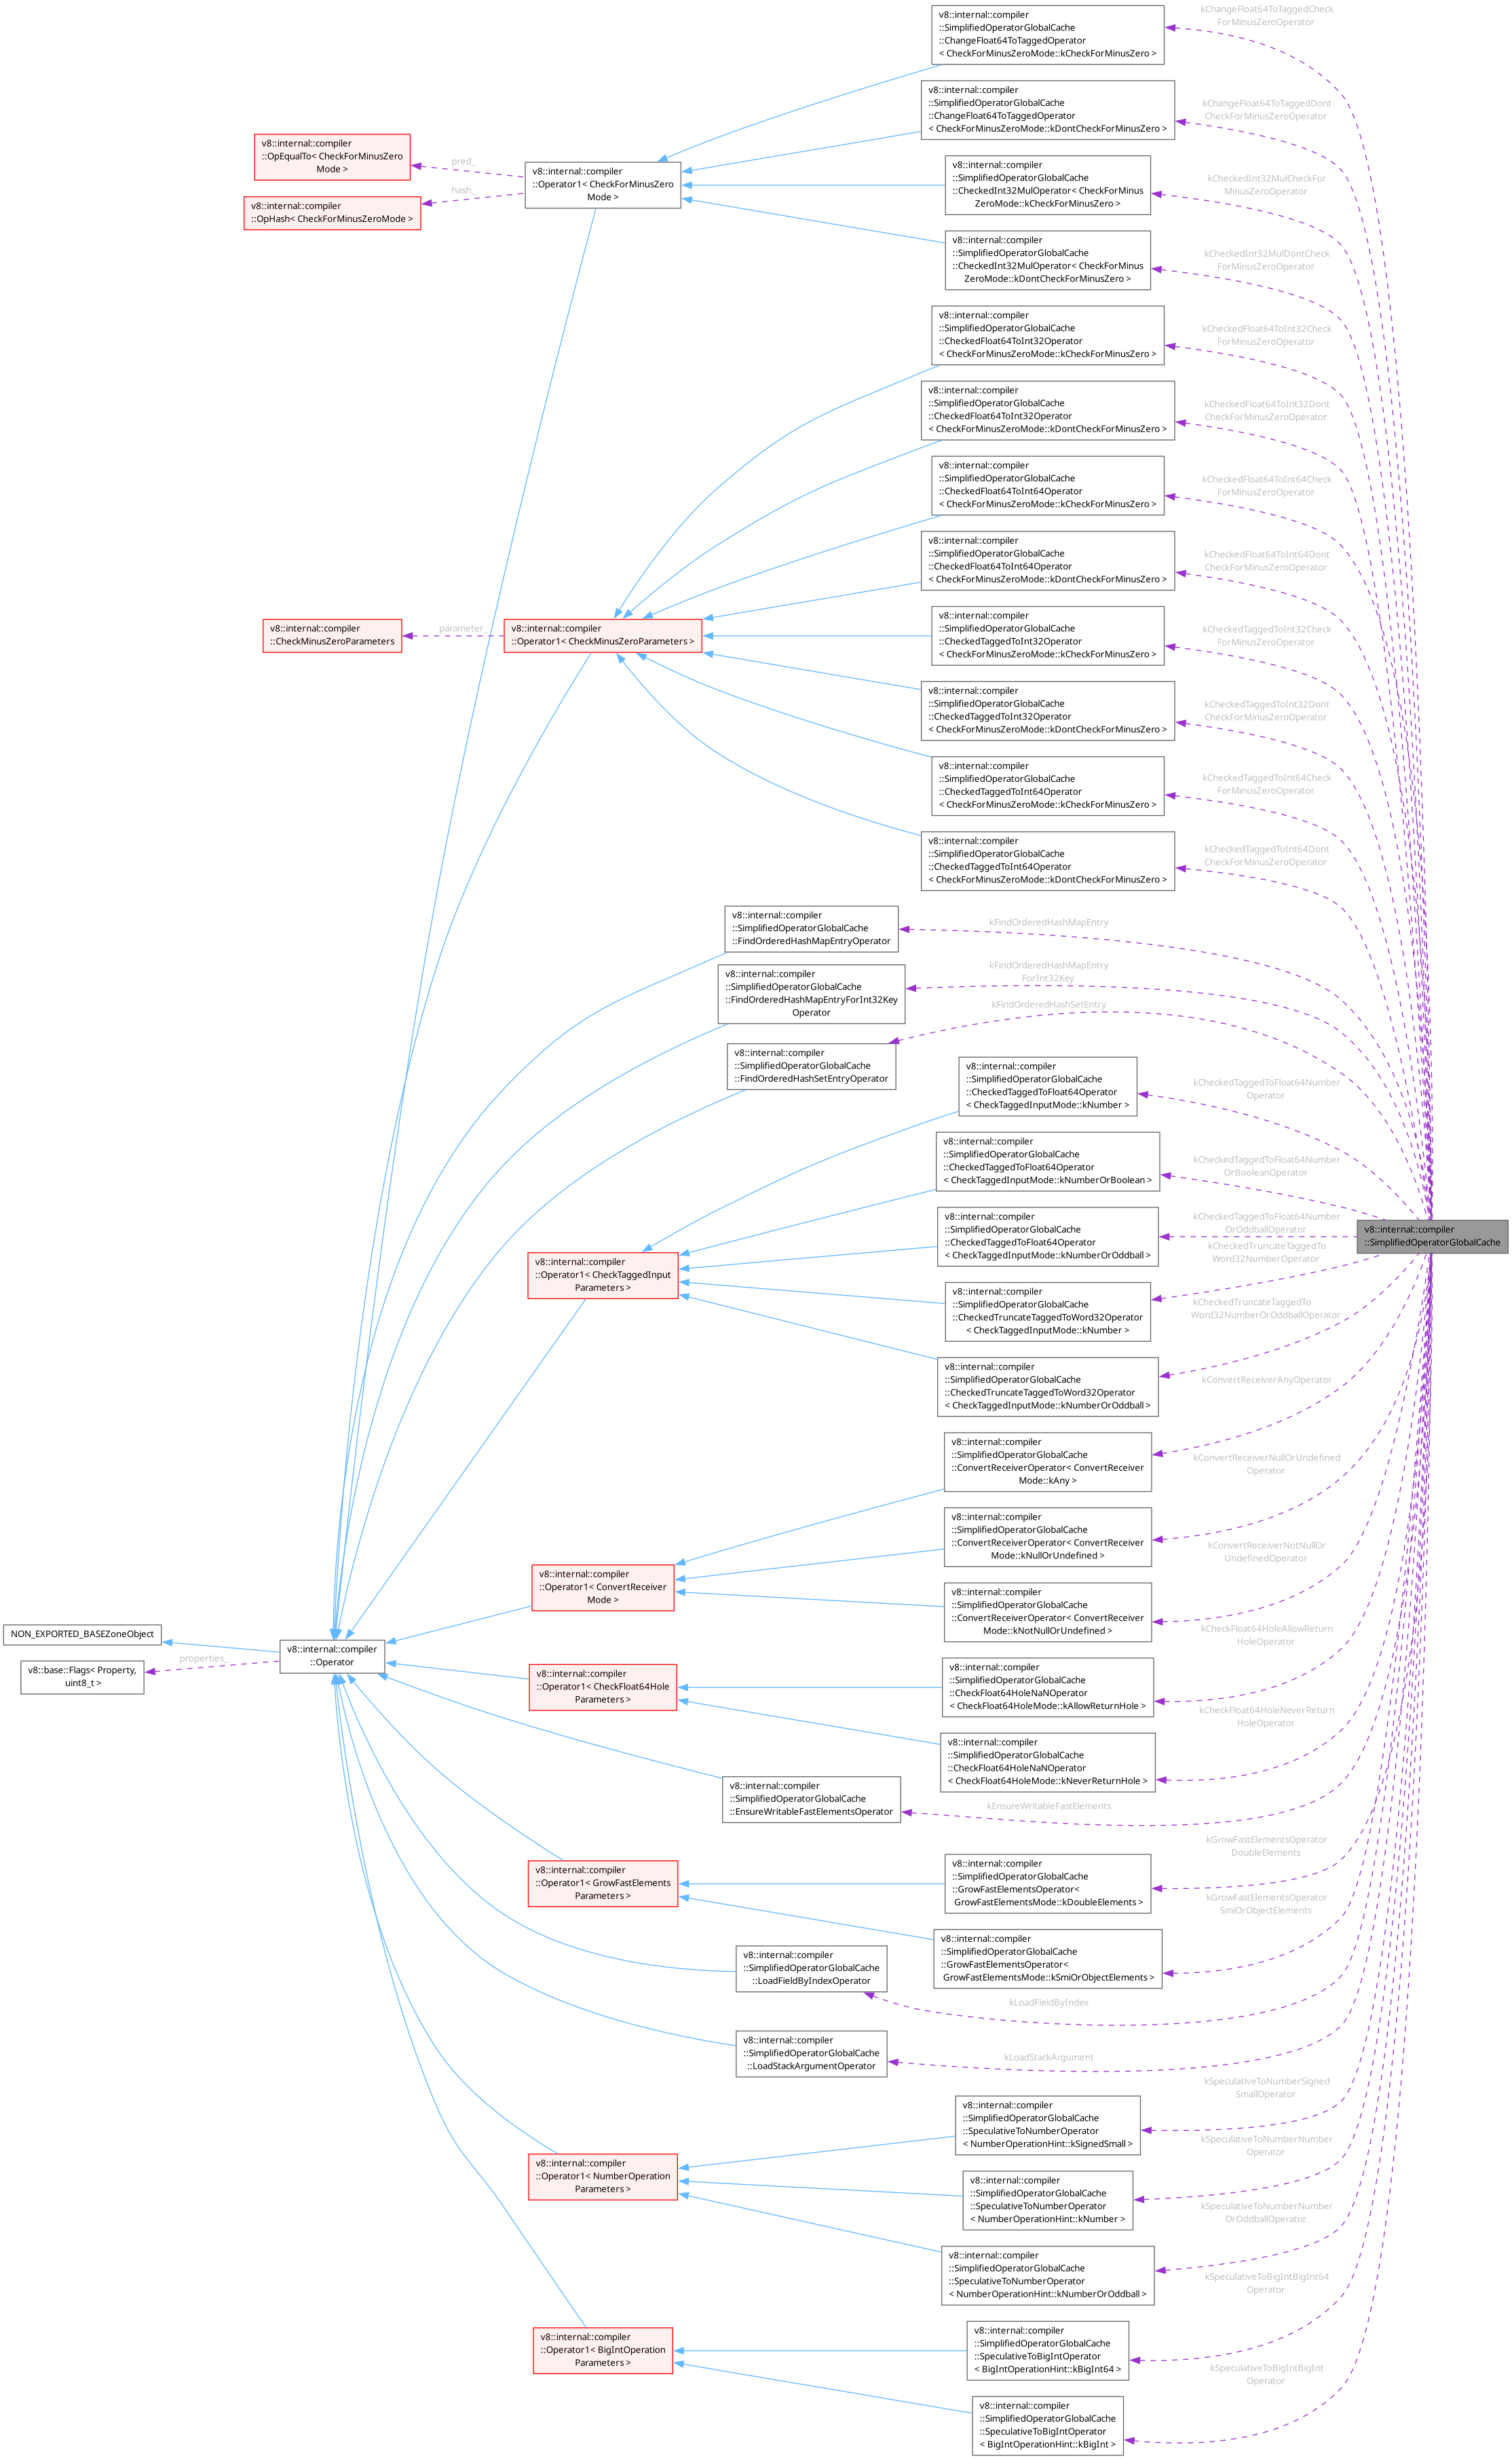 v8::internal::compiler
::SimplifiedOperatorGlobalCache
::ChangeFloat64ToTaggedOperator
< CheckForMinusZeroMode::kCheckForMinusZero >
kChangeFloat64ToTaggedCheck
ForMinusZeroOperator
v8::internal::compiler
::SimplifiedOperatorGlobalCache
::ChangeFloat64ToTaggedOperator
< CheckForMinusZeroMode::kDontCheckForMinusZero >
kChangeFloat64ToTaggedDont
CheckForMinusZeroOperator
v8::internal::compiler
::OpEqualTo< CheckForMinusZero
Mode >
pred_
v8::internal::compiler
::OpHash< CheckForMinusZeroMode >
hash_
v8::internal::compiler
::Operator1< CheckForMinusZero
Mode >
v8::internal::compiler
::SimplifiedOperatorGlobalCache
::CheckedInt32MulOperator< CheckForMinus
ZeroMode::kCheckForMinusZero >
kCheckedInt32MulCheckFor
MinusZeroOperator
v8::internal::compiler
::SimplifiedOperatorGlobalCache
::CheckedInt32MulOperator< CheckForMinus
ZeroMode::kDontCheckForMinusZero >
kCheckedInt32MulDontCheck
ForMinusZeroOperator
v8::internal::compiler
::SimplifiedOperatorGlobalCache
::CheckedFloat64ToInt32Operator
< CheckForMinusZeroMode::kCheckForMinusZero >
kCheckedFloat64ToInt32Check
ForMinusZeroOperator
v8::internal::compiler
::SimplifiedOperatorGlobalCache
::CheckedFloat64ToInt32Operator
< CheckForMinusZeroMode::kDontCheckForMinusZero >
kCheckedFloat64ToInt32Dont
CheckForMinusZeroOperator
v8::internal::compiler
::SimplifiedOperatorGlobalCache
::CheckedFloat64ToInt64Operator
< CheckForMinusZeroMode::kCheckForMinusZero >
kCheckedFloat64ToInt64Check
ForMinusZeroOperator
v8::internal::compiler
::SimplifiedOperatorGlobalCache
::CheckedFloat64ToInt64Operator
< CheckForMinusZeroMode::kDontCheckForMinusZero >
kCheckedFloat64ToInt64Dont
CheckForMinusZeroOperator
v8::internal::compiler
::CheckMinusZeroParameters
parameter_
v8::internal::compiler
::Operator1< CheckMinusZeroParameters >
v8::internal::compiler
::SimplifiedOperatorGlobalCache
::CheckedTaggedToInt32Operator
< CheckForMinusZeroMode::kCheckForMinusZero >
kCheckedTaggedToInt32Check
ForMinusZeroOperator
v8::internal::compiler
::SimplifiedOperatorGlobalCache
::CheckedTaggedToInt32Operator
< CheckForMinusZeroMode::kDontCheckForMinusZero >
kCheckedTaggedToInt32Dont
CheckForMinusZeroOperator
v8::internal::compiler
::SimplifiedOperatorGlobalCache
::CheckedTaggedToInt64Operator
< CheckForMinusZeroMode::kCheckForMinusZero >
kCheckedTaggedToInt64Check
ForMinusZeroOperator
v8::internal::compiler
::SimplifiedOperatorGlobalCache
::CheckedTaggedToInt64Operator
< CheckForMinusZeroMode::kDontCheckForMinusZero >
kCheckedTaggedToInt64Dont
CheckForMinusZeroOperator
v8::internal::compiler
::SimplifiedOperatorGlobalCache
::FindOrderedHashMapEntryOperator
kFindOrderedHashMapEntry
v8::internal::compiler
::SimplifiedOperatorGlobalCache
::FindOrderedHashMapEntryForInt32Key
Operator
kFindOrderedHashMapEntry
ForInt32Key
v8::internal::compiler
::SimplifiedOperatorGlobalCache
::FindOrderedHashSetEntryOperator
kFindOrderedHashSetEntry
v8::internal::compiler
::SimplifiedOperatorGlobalCache
::CheckedTaggedToFloat64Operator
< CheckTaggedInputMode::kNumber >
kCheckedTaggedToFloat64Number
Operator
v8::internal::compiler
::SimplifiedOperatorGlobalCache
::CheckedTaggedToFloat64Operator
< CheckTaggedInputMode::kNumberOrBoolean >
kCheckedTaggedToFloat64Number
OrBooleanOperator
v8::internal::compiler
::SimplifiedOperatorGlobalCache
v8::internal::compiler
::Operator1< CheckTaggedInput
Parameters >
v8::internal::compiler
::SimplifiedOperatorGlobalCache
::CheckedTaggedToFloat64Operator
< CheckTaggedInputMode::kNumberOrOddball >
kCheckedTaggedToFloat64Number
OrOddballOperator
v8::internal::compiler
::SimplifiedOperatorGlobalCache
::CheckedTruncateTaggedToWord32Operator
< CheckTaggedInputMode::kNumber >
kCheckedTruncateTaggedTo
Word32NumberOperator
v8::internal::compiler
::SimplifiedOperatorGlobalCache
::CheckedTruncateTaggedToWord32Operator
< CheckTaggedInputMode::kNumberOrOddball >
kCheckedTruncateTaggedTo
Word32NumberOrOddballOperator
v8::internal::compiler
::SimplifiedOperatorGlobalCache
::ConvertReceiverOperator< ConvertReceiver
Mode::kAny >
kConvertReceiverAnyOperator
v8::internal::compiler
::SimplifiedOperatorGlobalCache
::ConvertReceiverOperator< ConvertReceiver
Mode::kNullOrUndefined >
kConvertReceiverNullOrUndefined
Operator
v8::internal::compiler
::Operator1< ConvertReceiver
Mode >
v8::internal::compiler
::SimplifiedOperatorGlobalCache
::ConvertReceiverOperator< ConvertReceiver
Mode::kNotNullOrUndefined >
kConvertReceiverNotNullOr
UndefinedOperator
NON_EXPORTED_BASEZoneObject
v8::base::Flags< Property,
uint8_t >
properties_
v8::internal::compiler
::Operator
v8::internal::compiler
::Operator1< CheckFloat64Hole
Parameters >
v8::internal::compiler
::SimplifiedOperatorGlobalCache
::CheckFloat64HoleNaNOperator
< CheckFloat64HoleMode::kAllowReturnHole >
kCheckFloat64HoleAllowReturn
HoleOperator
v8::internal::compiler
::SimplifiedOperatorGlobalCache
::CheckFloat64HoleNaNOperator
< CheckFloat64HoleMode::kNeverReturnHole >
kCheckFloat64HoleNeverReturn
HoleOperator
v8::internal::compiler
::SimplifiedOperatorGlobalCache
::EnsureWritableFastElementsOperator
kEnsureWritableFastElements
v8::internal::compiler
::Operator1< GrowFastElements
Parameters >
v8::internal::compiler
::SimplifiedOperatorGlobalCache
::GrowFastElementsOperator<
GrowFastElementsMode::kDoubleElements >
kGrowFastElementsOperator
DoubleElements
v8::internal::compiler
::SimplifiedOperatorGlobalCache
::GrowFastElementsOperator<
GrowFastElementsMode::kSmiOrObjectElements >
kGrowFastElementsOperator
SmiOrObjectElements
v8::internal::compiler
::SimplifiedOperatorGlobalCache
::LoadFieldByIndexOperator
kLoadFieldByIndex
v8::internal::compiler
::SimplifiedOperatorGlobalCache
::LoadStackArgumentOperator
kLoadStackArgument
v8::internal::compiler
::SimplifiedOperatorGlobalCache
::SpeculativeToNumberOperator
< NumberOperationHint::kSignedSmall >
kSpeculativeToNumberSigned
SmallOperator
v8::internal::compiler
::Operator1< NumberOperation
Parameters >
v8::internal::compiler
::SimplifiedOperatorGlobalCache
::SpeculativeToNumberOperator
< NumberOperationHint::kNumber >
kSpeculativeToNumberNumber
Operator
v8::internal::compiler
::SimplifiedOperatorGlobalCache
::SpeculativeToNumberOperator
< NumberOperationHint::kNumberOrOddball >
kSpeculativeToNumberNumber
OrOddballOperator
v8::internal::compiler
::Operator1< BigIntOperation
Parameters >
v8::internal::compiler
::SimplifiedOperatorGlobalCache
::SpeculativeToBigIntOperator
< BigIntOperationHint::kBigInt64 >
kSpeculativeToBigIntBigInt64
Operator
v8::internal::compiler
::SimplifiedOperatorGlobalCache
::SpeculativeToBigIntOperator
< BigIntOperationHint::kBigInt >
kSpeculativeToBigIntBigInt
Operator